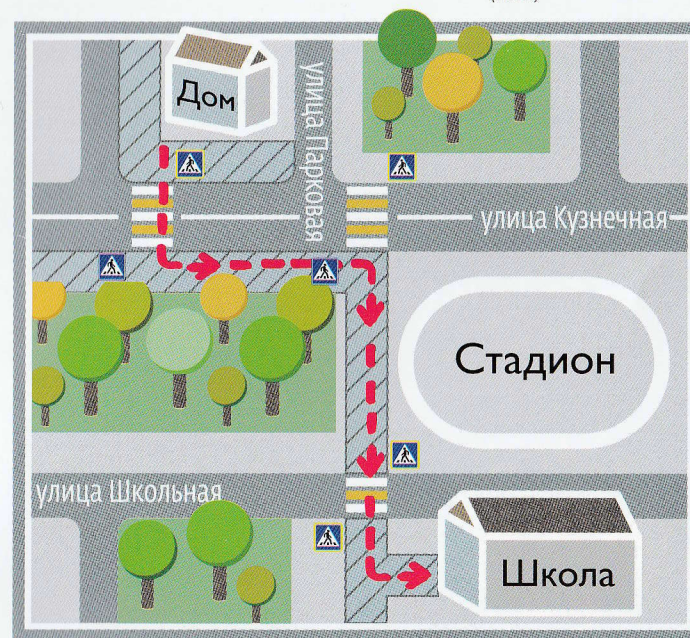 Дом
улица Парковая
улица Кузнечная
Стадион
улица Школьная
Школа